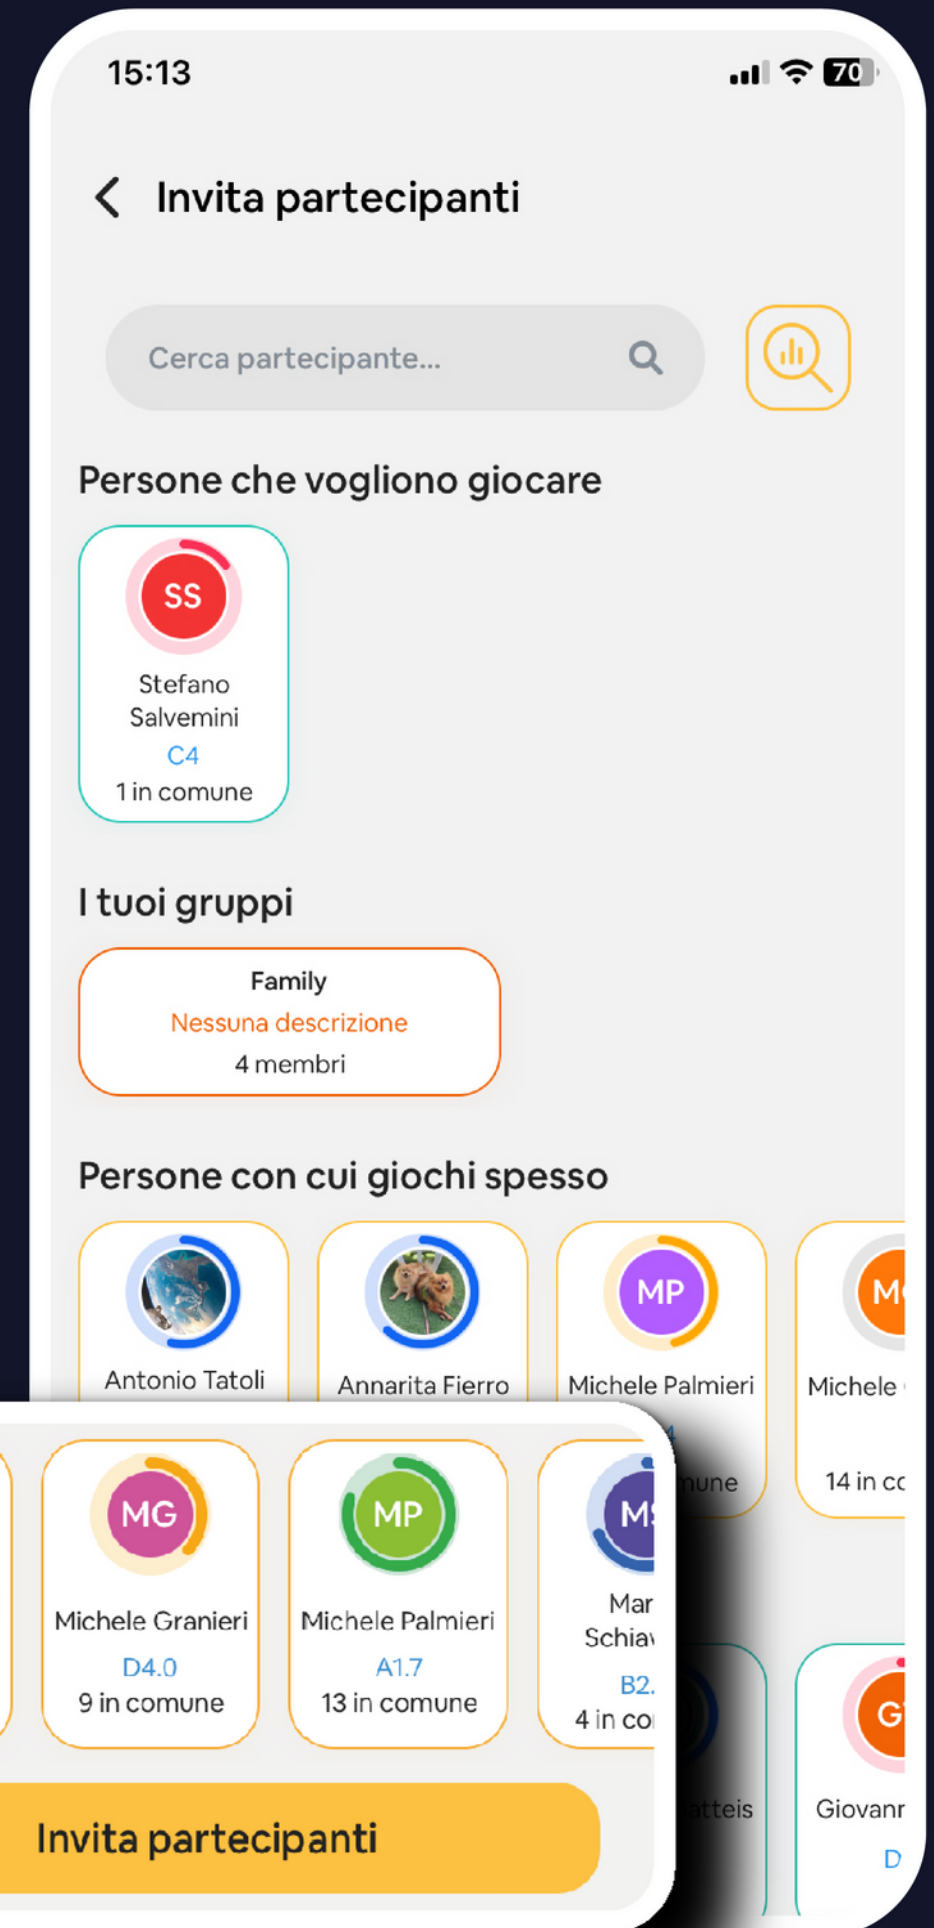 15:13
70
Invita partecipanti
Cerca partecipante...
Persone che vogliono giocare
SS
Stefano
Salvemini
C4
1 in comune
I tuoi gruppi
Family
Nessuna descrizione
4 membri
Persone con cui giochi spesso
MP
Antonio Tatoli
Annarita Fierro
Michele Palmieri
Michele
14 in co
MG
Michele Granieri
D4.0
9 in comune
MP
Michele Palmieri
A1.7
13 in comune
Mar
Schiav
B2.
4 in co
atteis
G
Giovann
D
Invita partecipanti